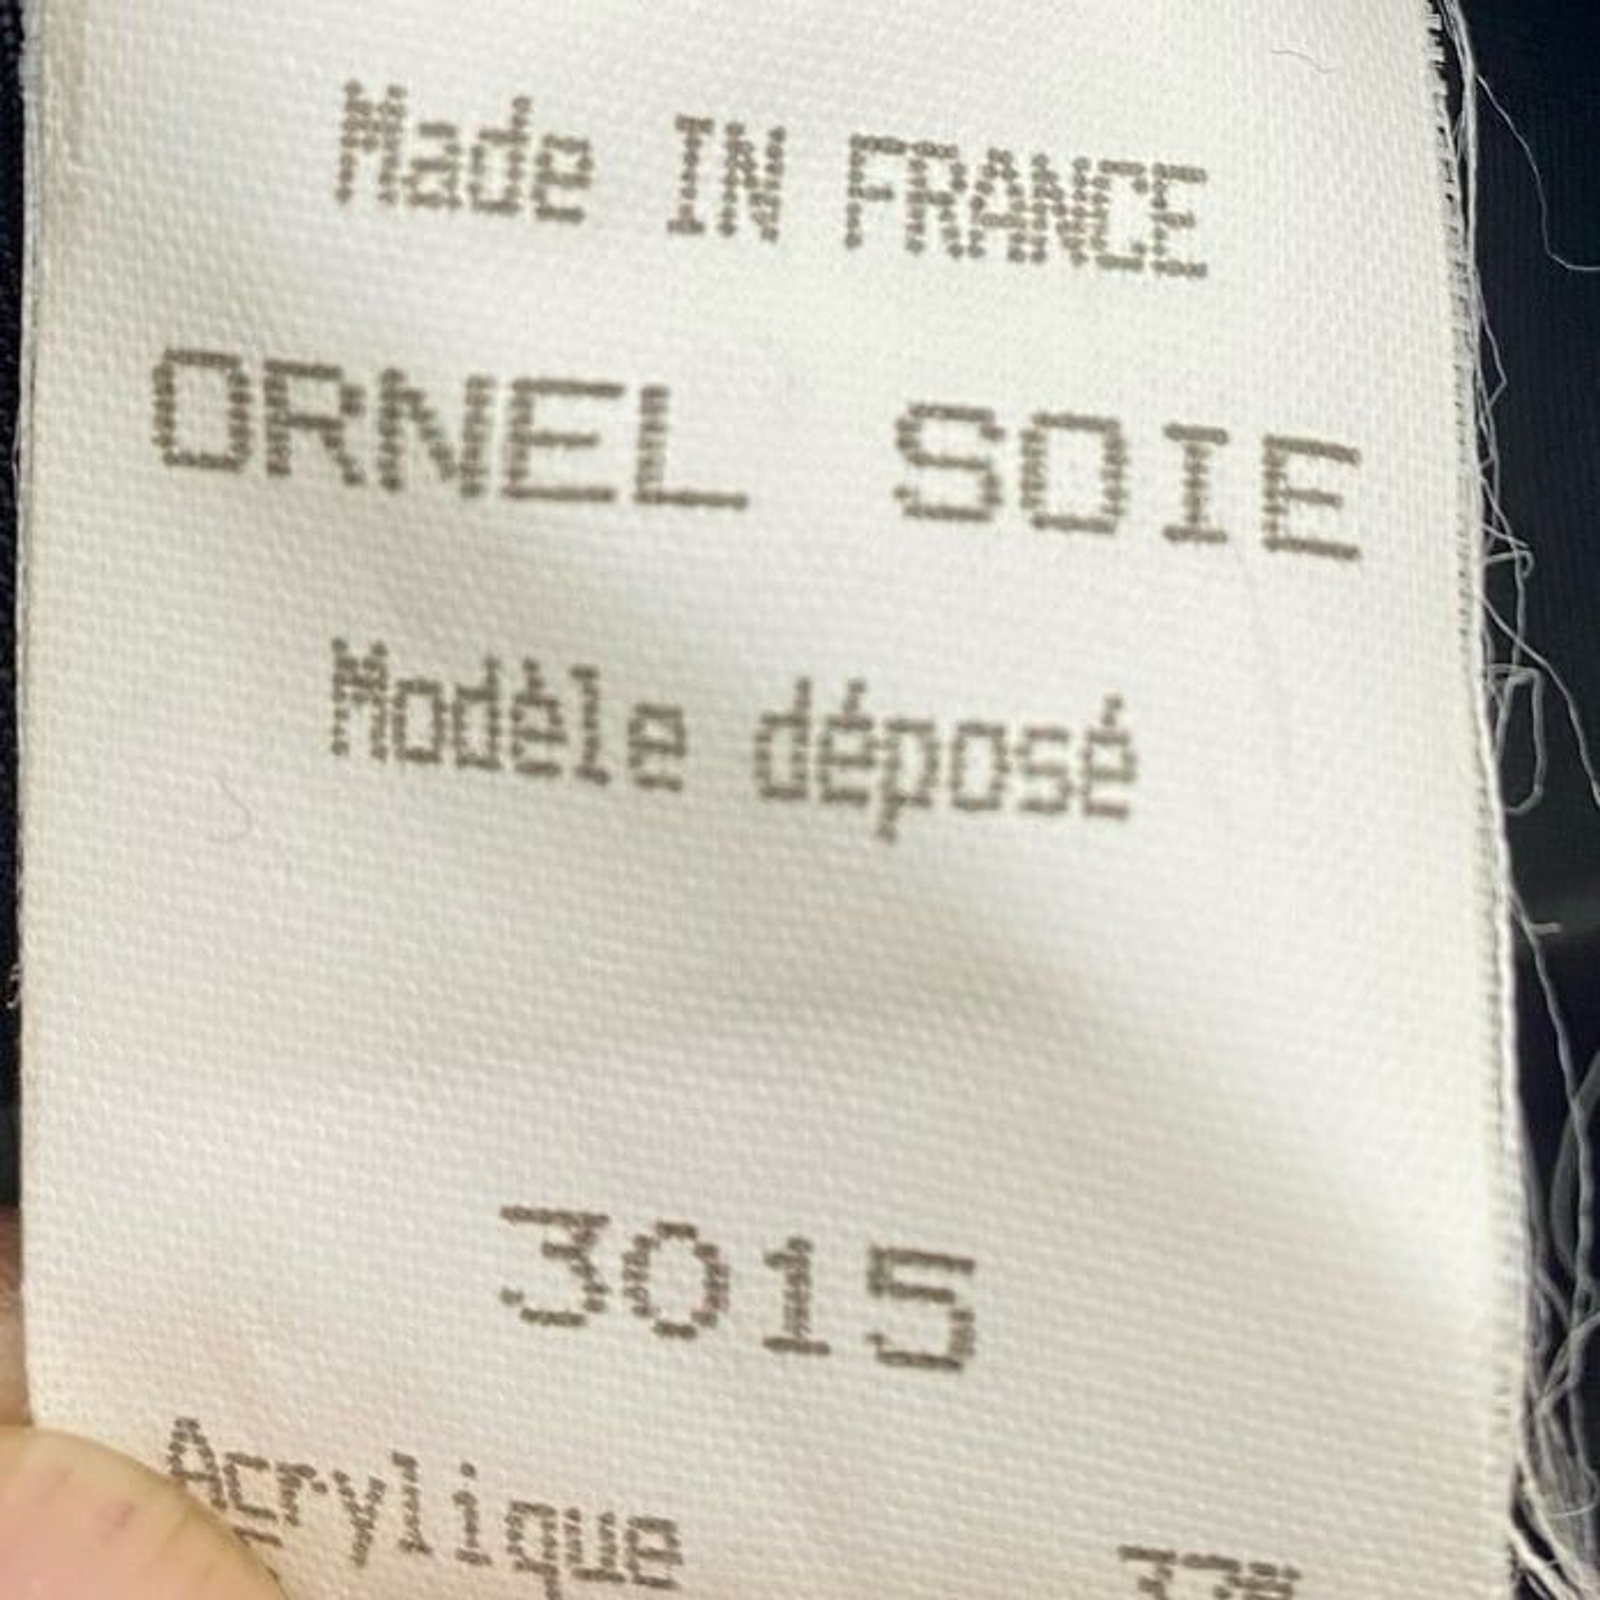 Made IN FRANCE
ORNEL SOIE
Modèle déposé
3015
Acrylique